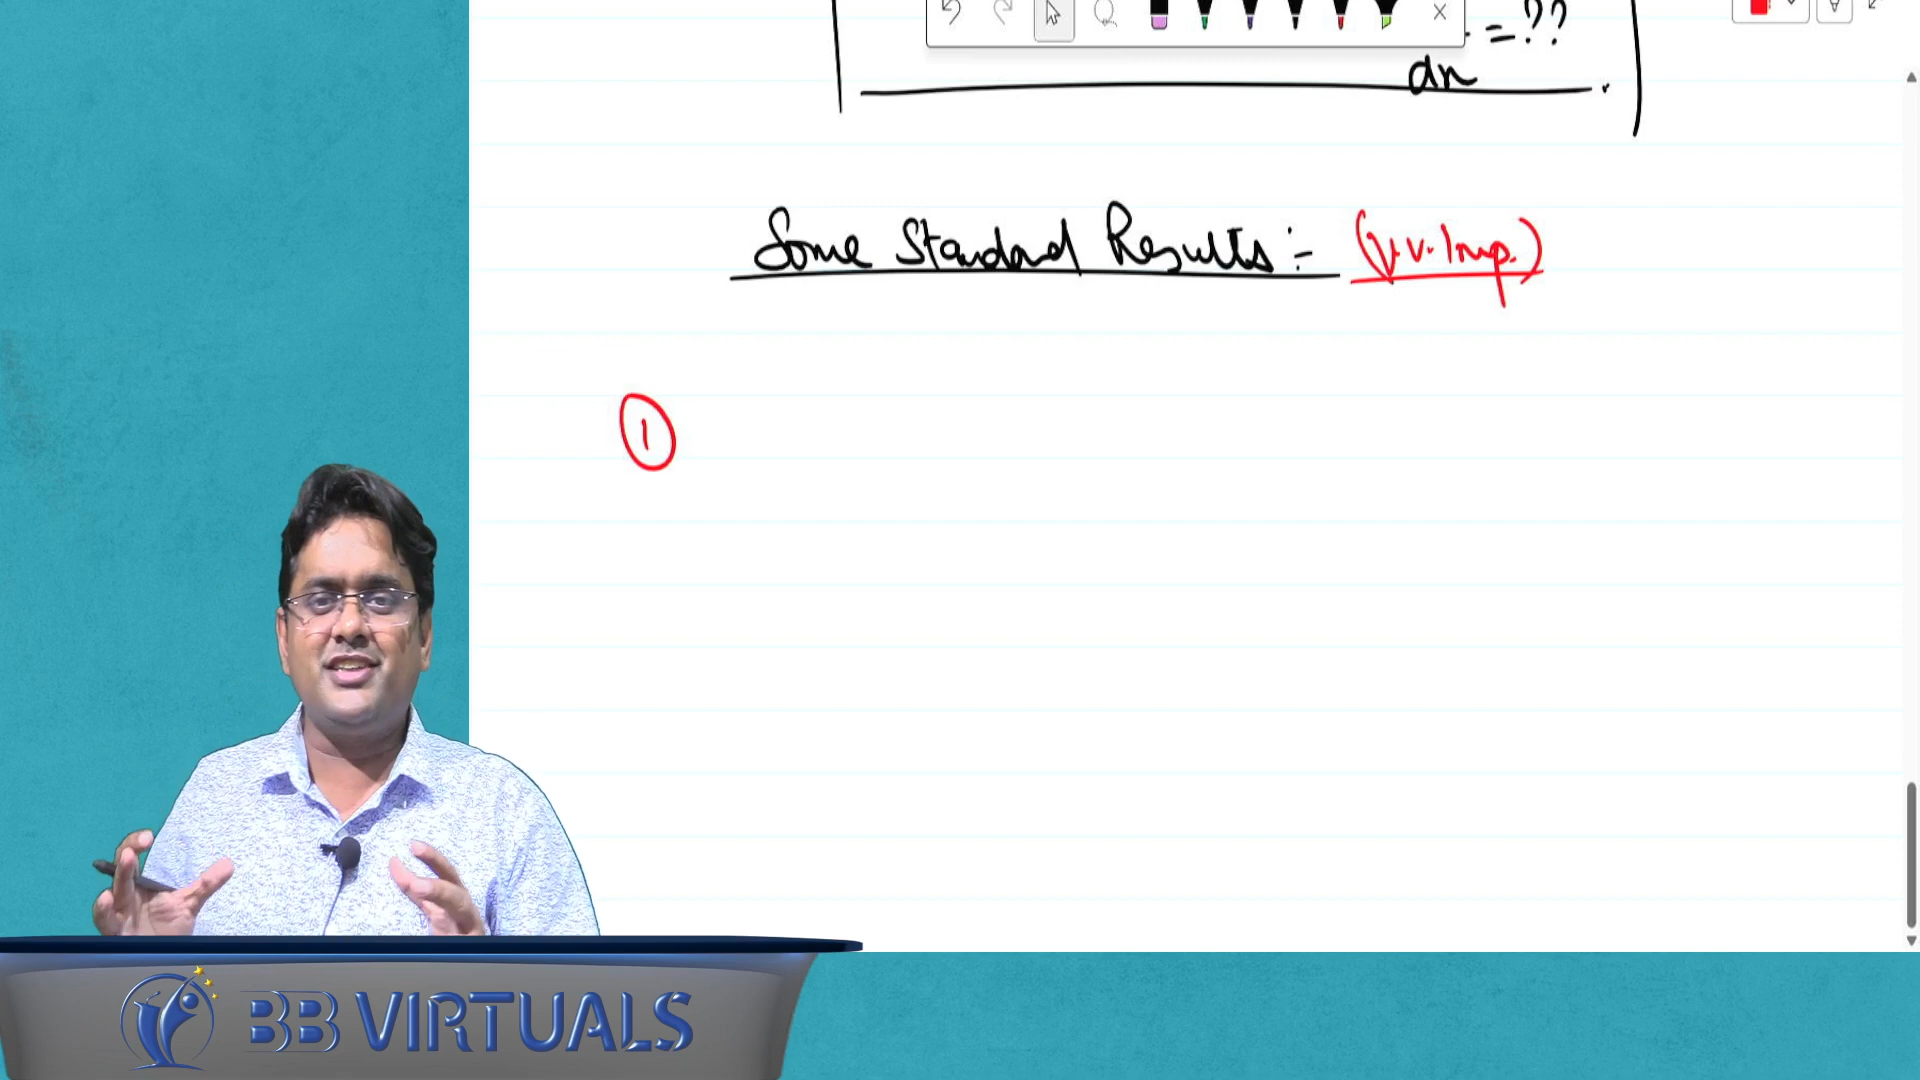 = ??
dx
Some Standard Results :- (V.V. Imp.)
1
BB VIRTUALS